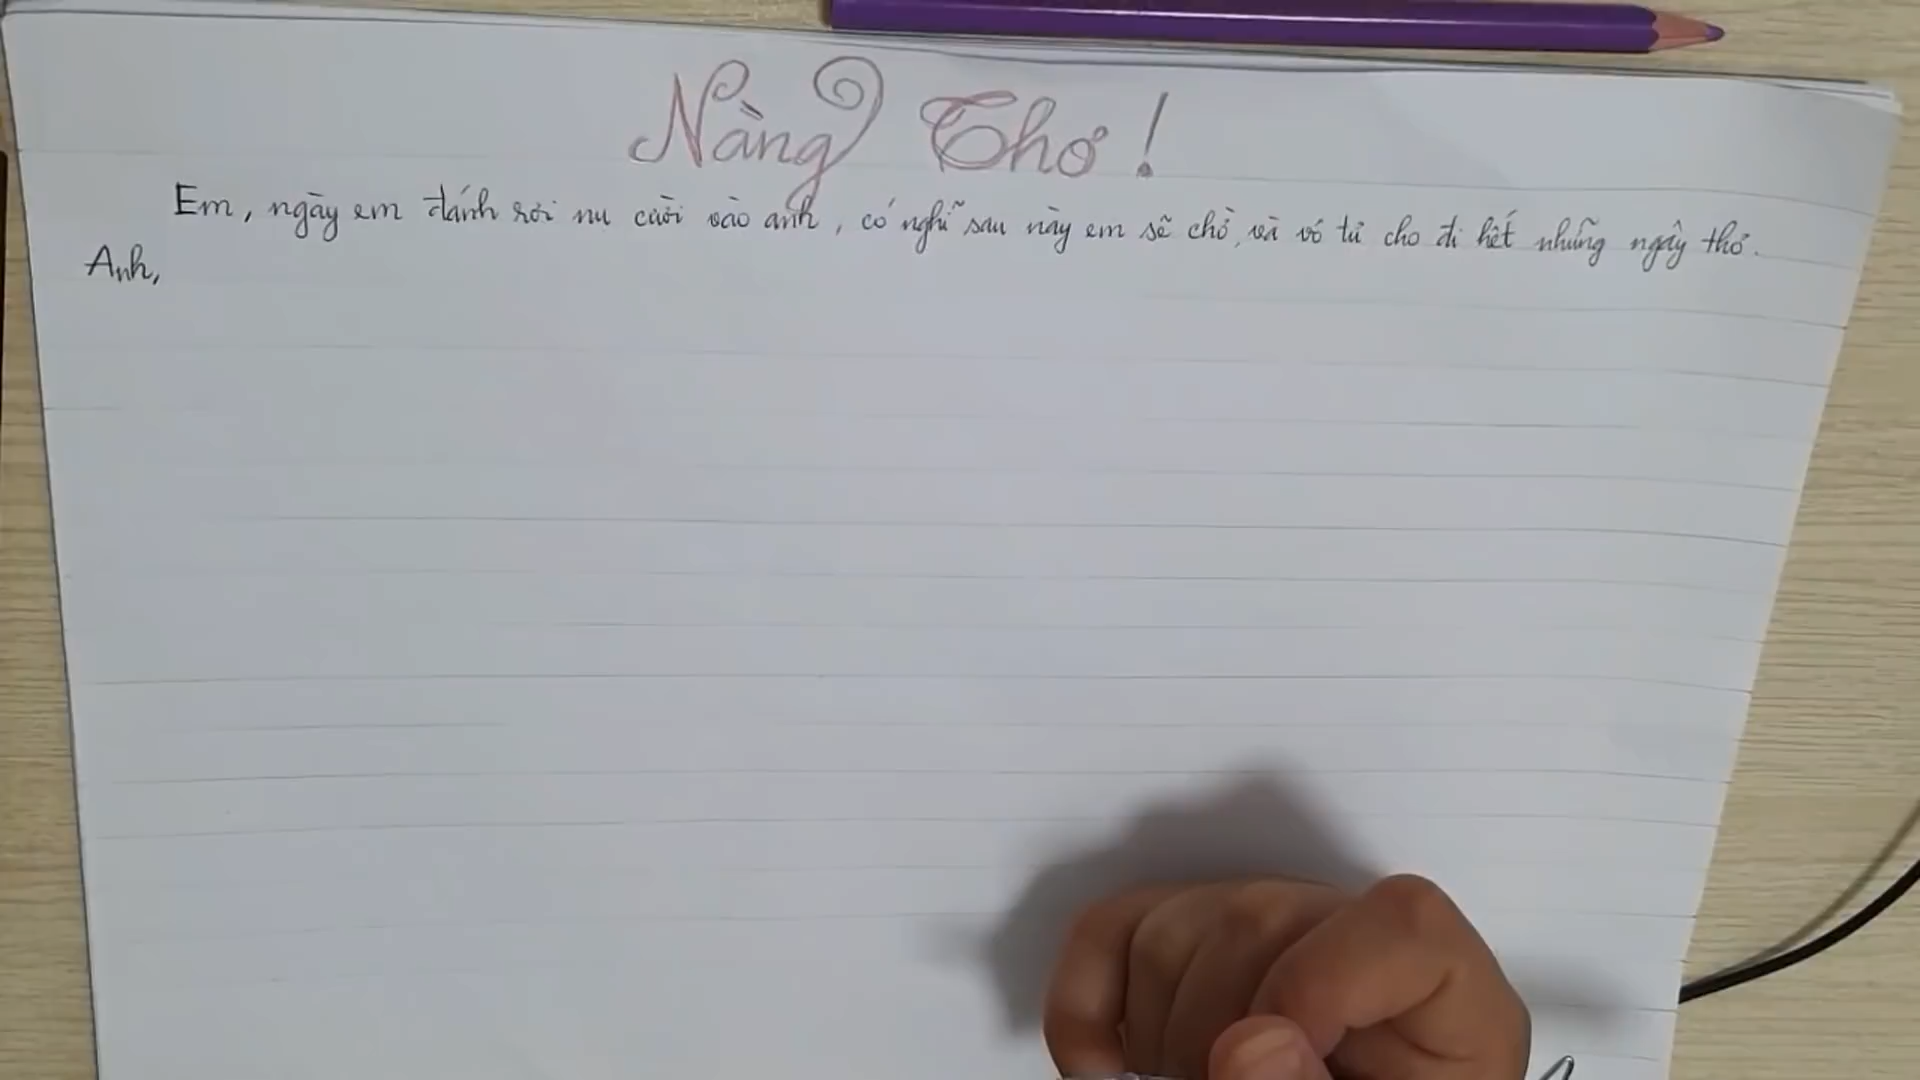 Nàng Thơ!
Em, ngày em đánh rơi nụ cười vào anh, có nghĩ sau này em sẽ chờ, và vô tư cho đi hết những ngây thơ.
Anh,